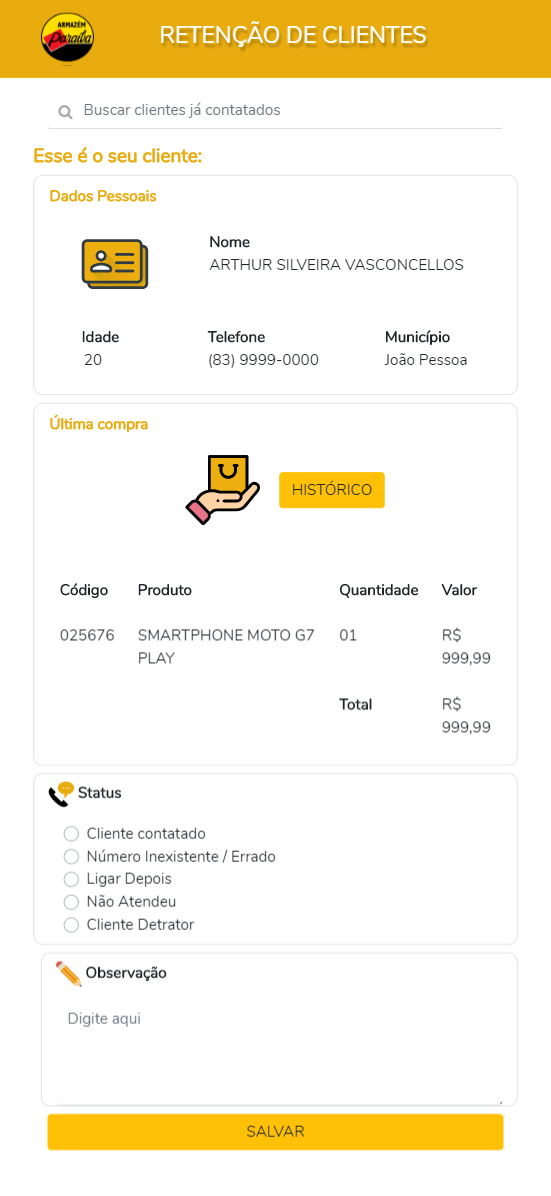 ARMAZÉM
Paraíba
RETENÇÃO DE CLIENTES
Buscar clientes já contatados
Esse é o seu cliente:
Dados Pessoais
Nome
ARTHUR SILVEIRA VASCONCELLOS
Idade Telefone Município
20 (83) 9999-0000 João Pessoa
Última compra
HISTÓRICO
Código Produto Quantidade Valor
025676 SMARTPHONE MOTO G7 01 R$
PLAY 999,99
Total R$
999,99
Status
Cliente contatado
Número Inexistente / Errado
Ligar Depois
Não Atendeu
Cliente Detrator
Observação
Digite aqui
SALVAR